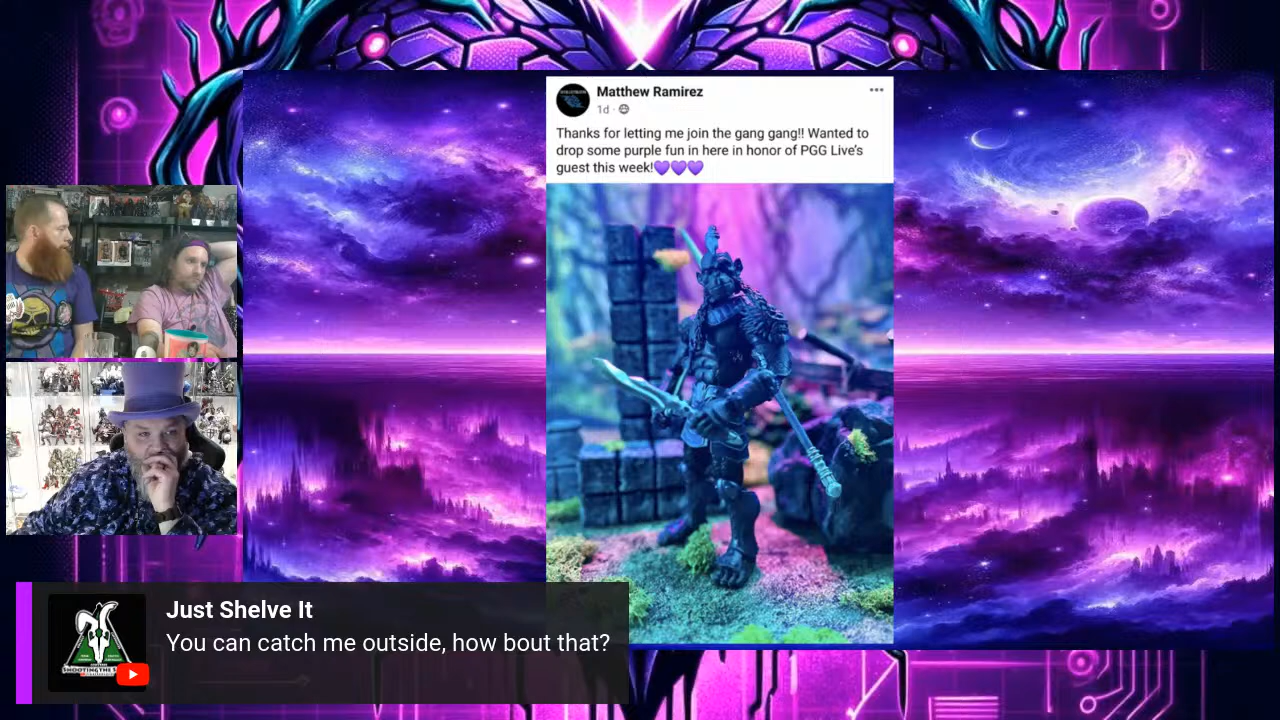 Matthew Ramirez
1d
Thanks for letting me join the gang gang!! Wanted to
drop some purple fun in here in honor of PGG Live's
guest this week!💜💜💜
Just Shelve It
You can catch me outside, how bout that?